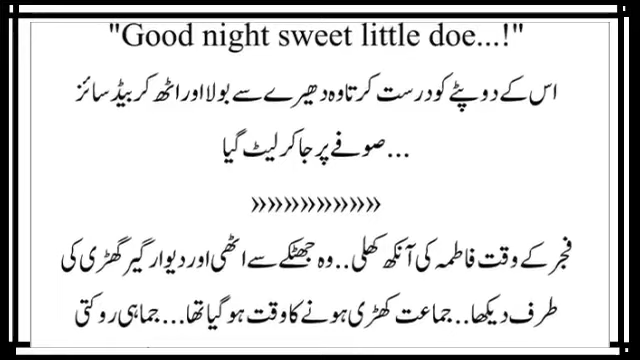 "Good night sweet little doe...!"
اس کے دوپٹے کو درست کرتا وہ دھیرے سے بولا اور اٹھ کر بیڈ سائز
صوفے پر جا کر لیٹ گیا...
»»»»»»»»»»
فجر کے وقت فاطمہ کی آنکھ کھلی.. وہ جھٹکے سے اٹھی اور دیوار گیر گھڑی کی
طرف دیکھا.. جماعت کھڑی ہونے کا وقت ہو گیا تھا... جماہی روکتی